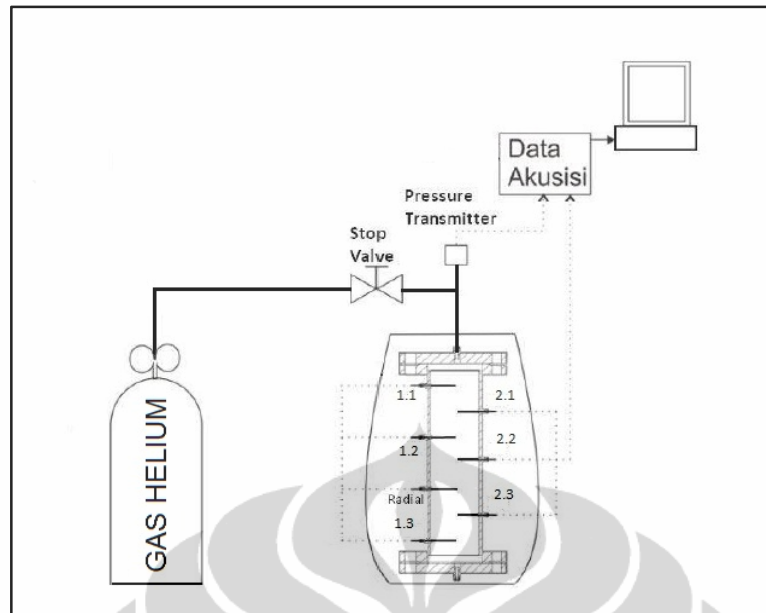 Data
Akusisi
Pressure
Transmitter
Stop
Valve
GAS HELIUM
1.1
2.1
1.2
2.2
Radial
2.3
1.3